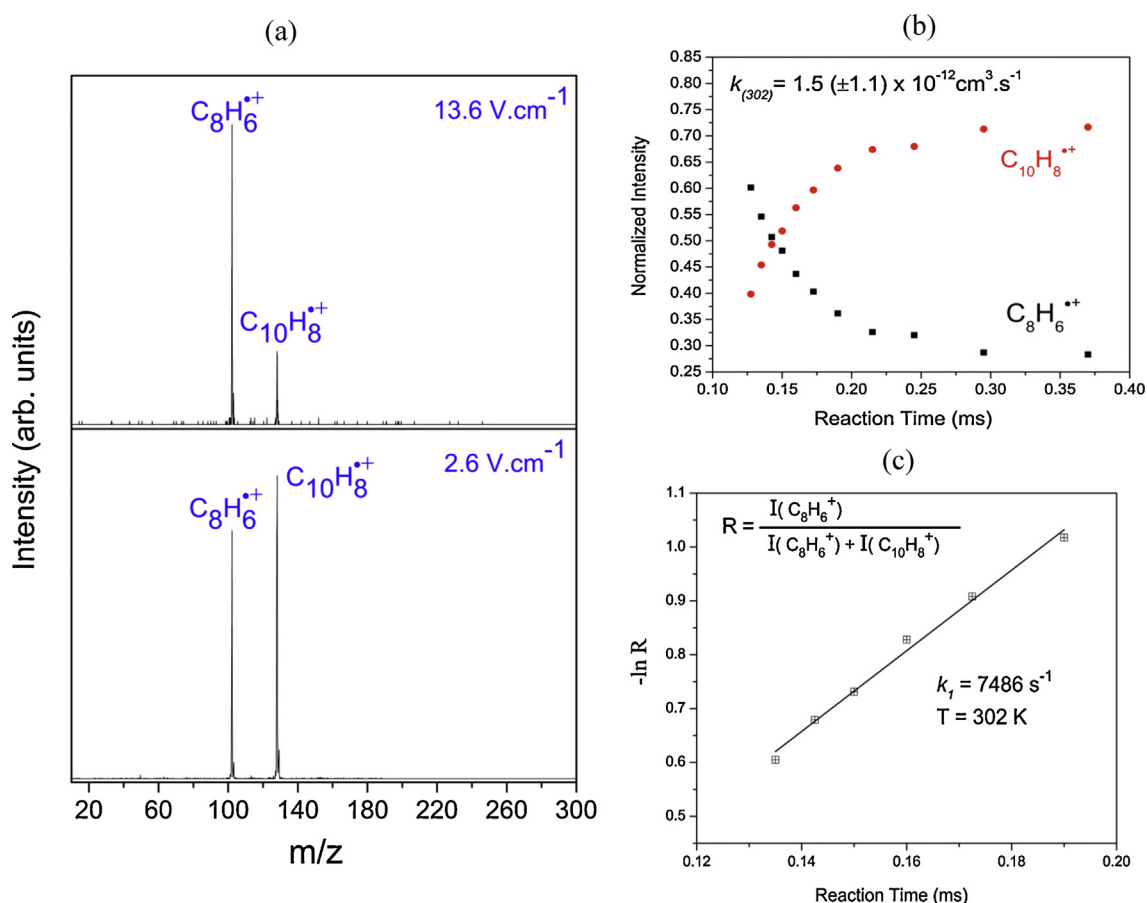 (a)
C₈H₆•⁺
13.6 V.cm⁻¹
C₁₀H₈•⁺
2.6 V.cm⁻¹
C₈H₆•⁺
C₁₀H₈•⁺
Intensity (arb. units)
20 60 100 140 180 220 260 300
m/z
(b)
0.85
0.80
0.75
0.70
0.65
0.60
0.55
0.50
0.45
0.40
0.35
0.30
0.25
k₍₃₀₂₎= 1.5 (±1.1) x 10⁻¹²cm³.s⁻¹
C₁₀H₈•⁺
C₈H₆•⁺
Normalized Intensity
0.10 0.15 0.20 0.25 0.30 0.35 0.40
Reaction Time (ms)
(c)
1.1
1.0
0.9
0.8
0.7
0.6
0.5
R = I(C₈H₆⁺) / I(C₈H₆⁺) + I(C₁₀H₈⁺)
k₁ = 7486 s⁻¹
T = 302 K
-ln R
0.12 0.14 0.16 0.18 0.20
Reaction Time (ms)